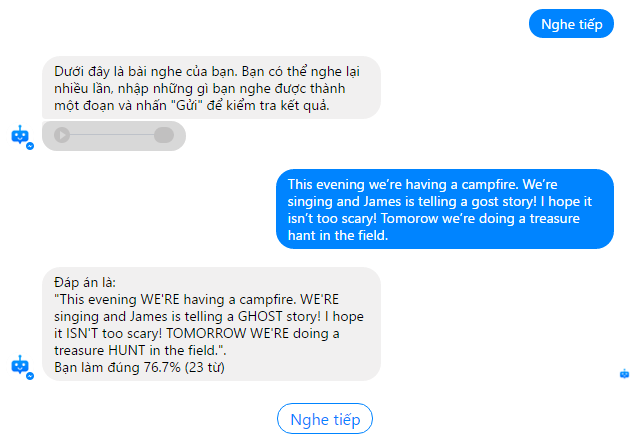 Nghe tiếp
Dưới đây là bài nghe của bạn. Bạn có thể nghe lại
nhiều lần, nhập những gì bạn nghe được thành
một đoạn và nhấn "Gửi" để kiểm tra kết quả.
This evening we’re having a campfire. We’re
singing and James is telling a gost story! I hope it
isn’t too scary! Tomorow we’re doing a treasure
hant in the field.
Đáp án là:
"This evening WE'RE having a campfire. WE'RE
singing and James is telling a GHOST story! I hope
it ISN'T too scary! TOMORROW WE'RE doing a
treasure HUNT in the field.".
Bạn làm đúng 76.7% (23 từ)
Nghe tiếp